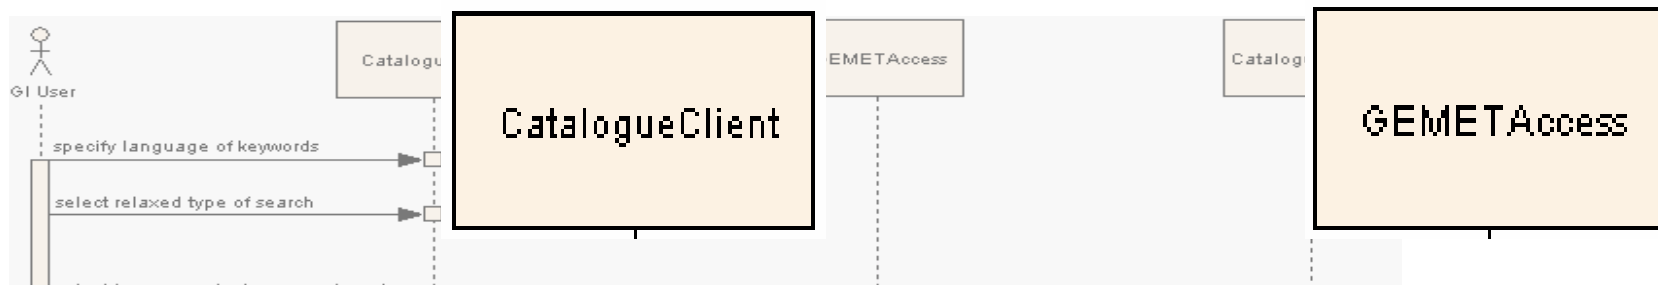 GI User
Catalogu
CatalogueClient
EMETAccess
Catalog
GEMETAccess
specify language of keywords
select relaxed type of search